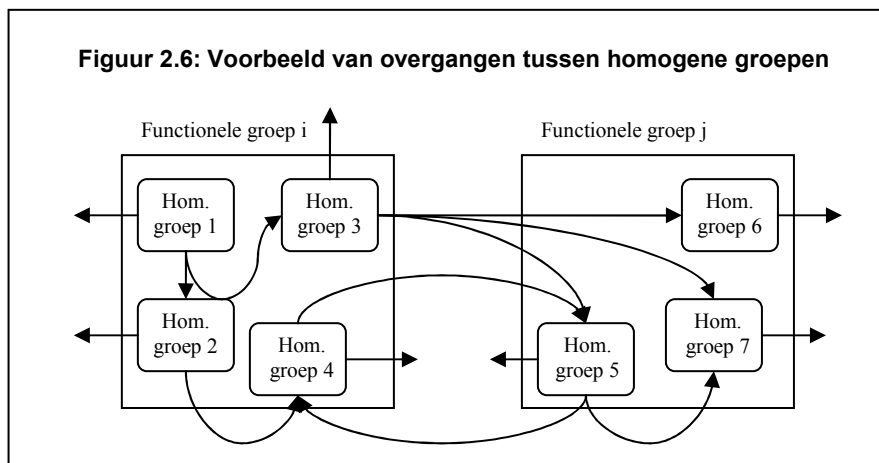 Figuur 2.6: Voorbeeld van overgangen tussen homogene groepen
Functionele groep i
Functionele groep j
Hom.
groep 1
Hom.
groep 3
Hom.
groep 6
Hom.
groep 2
Hom.
groep 4
Hom.
groep 5
Hom.
groep 7